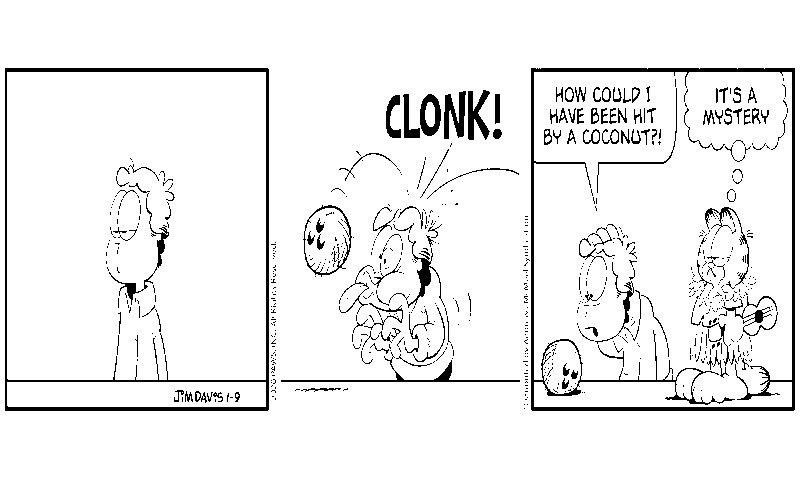 JIM DAVIS 1-9
CLONK!
HOW COULD I
HAVE BEEN HIT
BY A COCONUT?!
IT'S A
MYSTERY